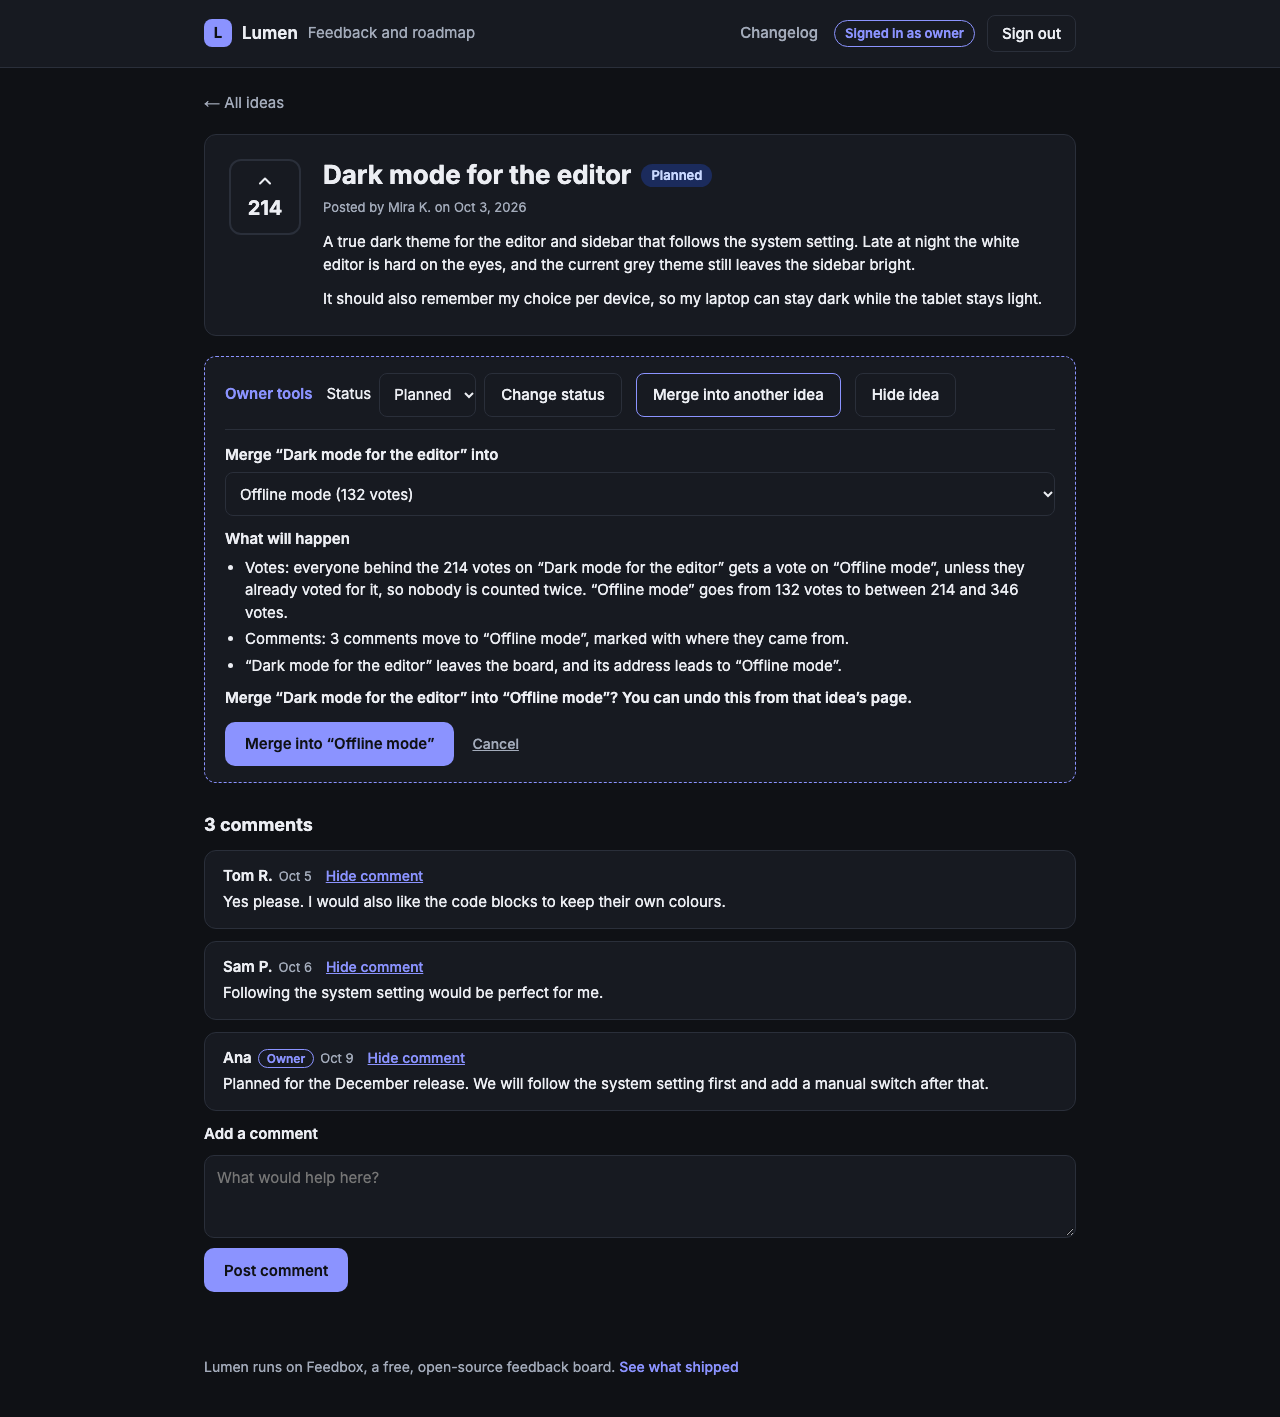 L Lumen Feedback and roadmap Changelog Signed in as owner Sign out
← All ideas
214
Dark mode for the editor Planned
Posted by Mira K. on Oct 3, 2026
A true dark theme for the editor and sidebar that follows the system setting. Late at night the white
editor is hard on the eyes, and the current grey theme still leaves the sidebar bright.
It should also remember my choice per device, so my laptop can stay dark while the tablet stays light.
Owner tools Status Planned Change status Merge into another idea Hide idea
Merge “Dark mode for the editor” into
Offline mode (132 votes)
What will happen
• Votes: everyone behind the 214 votes on “Dark mode for the editor” gets a vote on “Offline mode”, unless they
already voted for it, so nobody is counted twice. “Offline mode” goes from 132 votes to between 214 and 346
votes.
• Comments: 3 comments move to “Offline mode”, marked with where they came from.
• “Dark mode for the editor” leaves the board, and its address leads to “Offline mode”.
Merge “Dark mode for the editor” into “Offline mode”? You can undo this from that idea’s page.
Merge into “Offline mode” Cancel
3 comments
Tom R. Oct 5 Hide comment
Yes please. I would also like the code blocks to keep their own colours.
Sam P. Oct 6 Hide comment
Following the system setting would be perfect for me.
Ana Owner Oct 9 Hide comment
Planned for the December release. We will follow the system setting first and add a manual switch after that.
Add a comment
What would help here?
Post comment
Lumen runs on Feedbox, a free, open-source feedback board. See what shipped